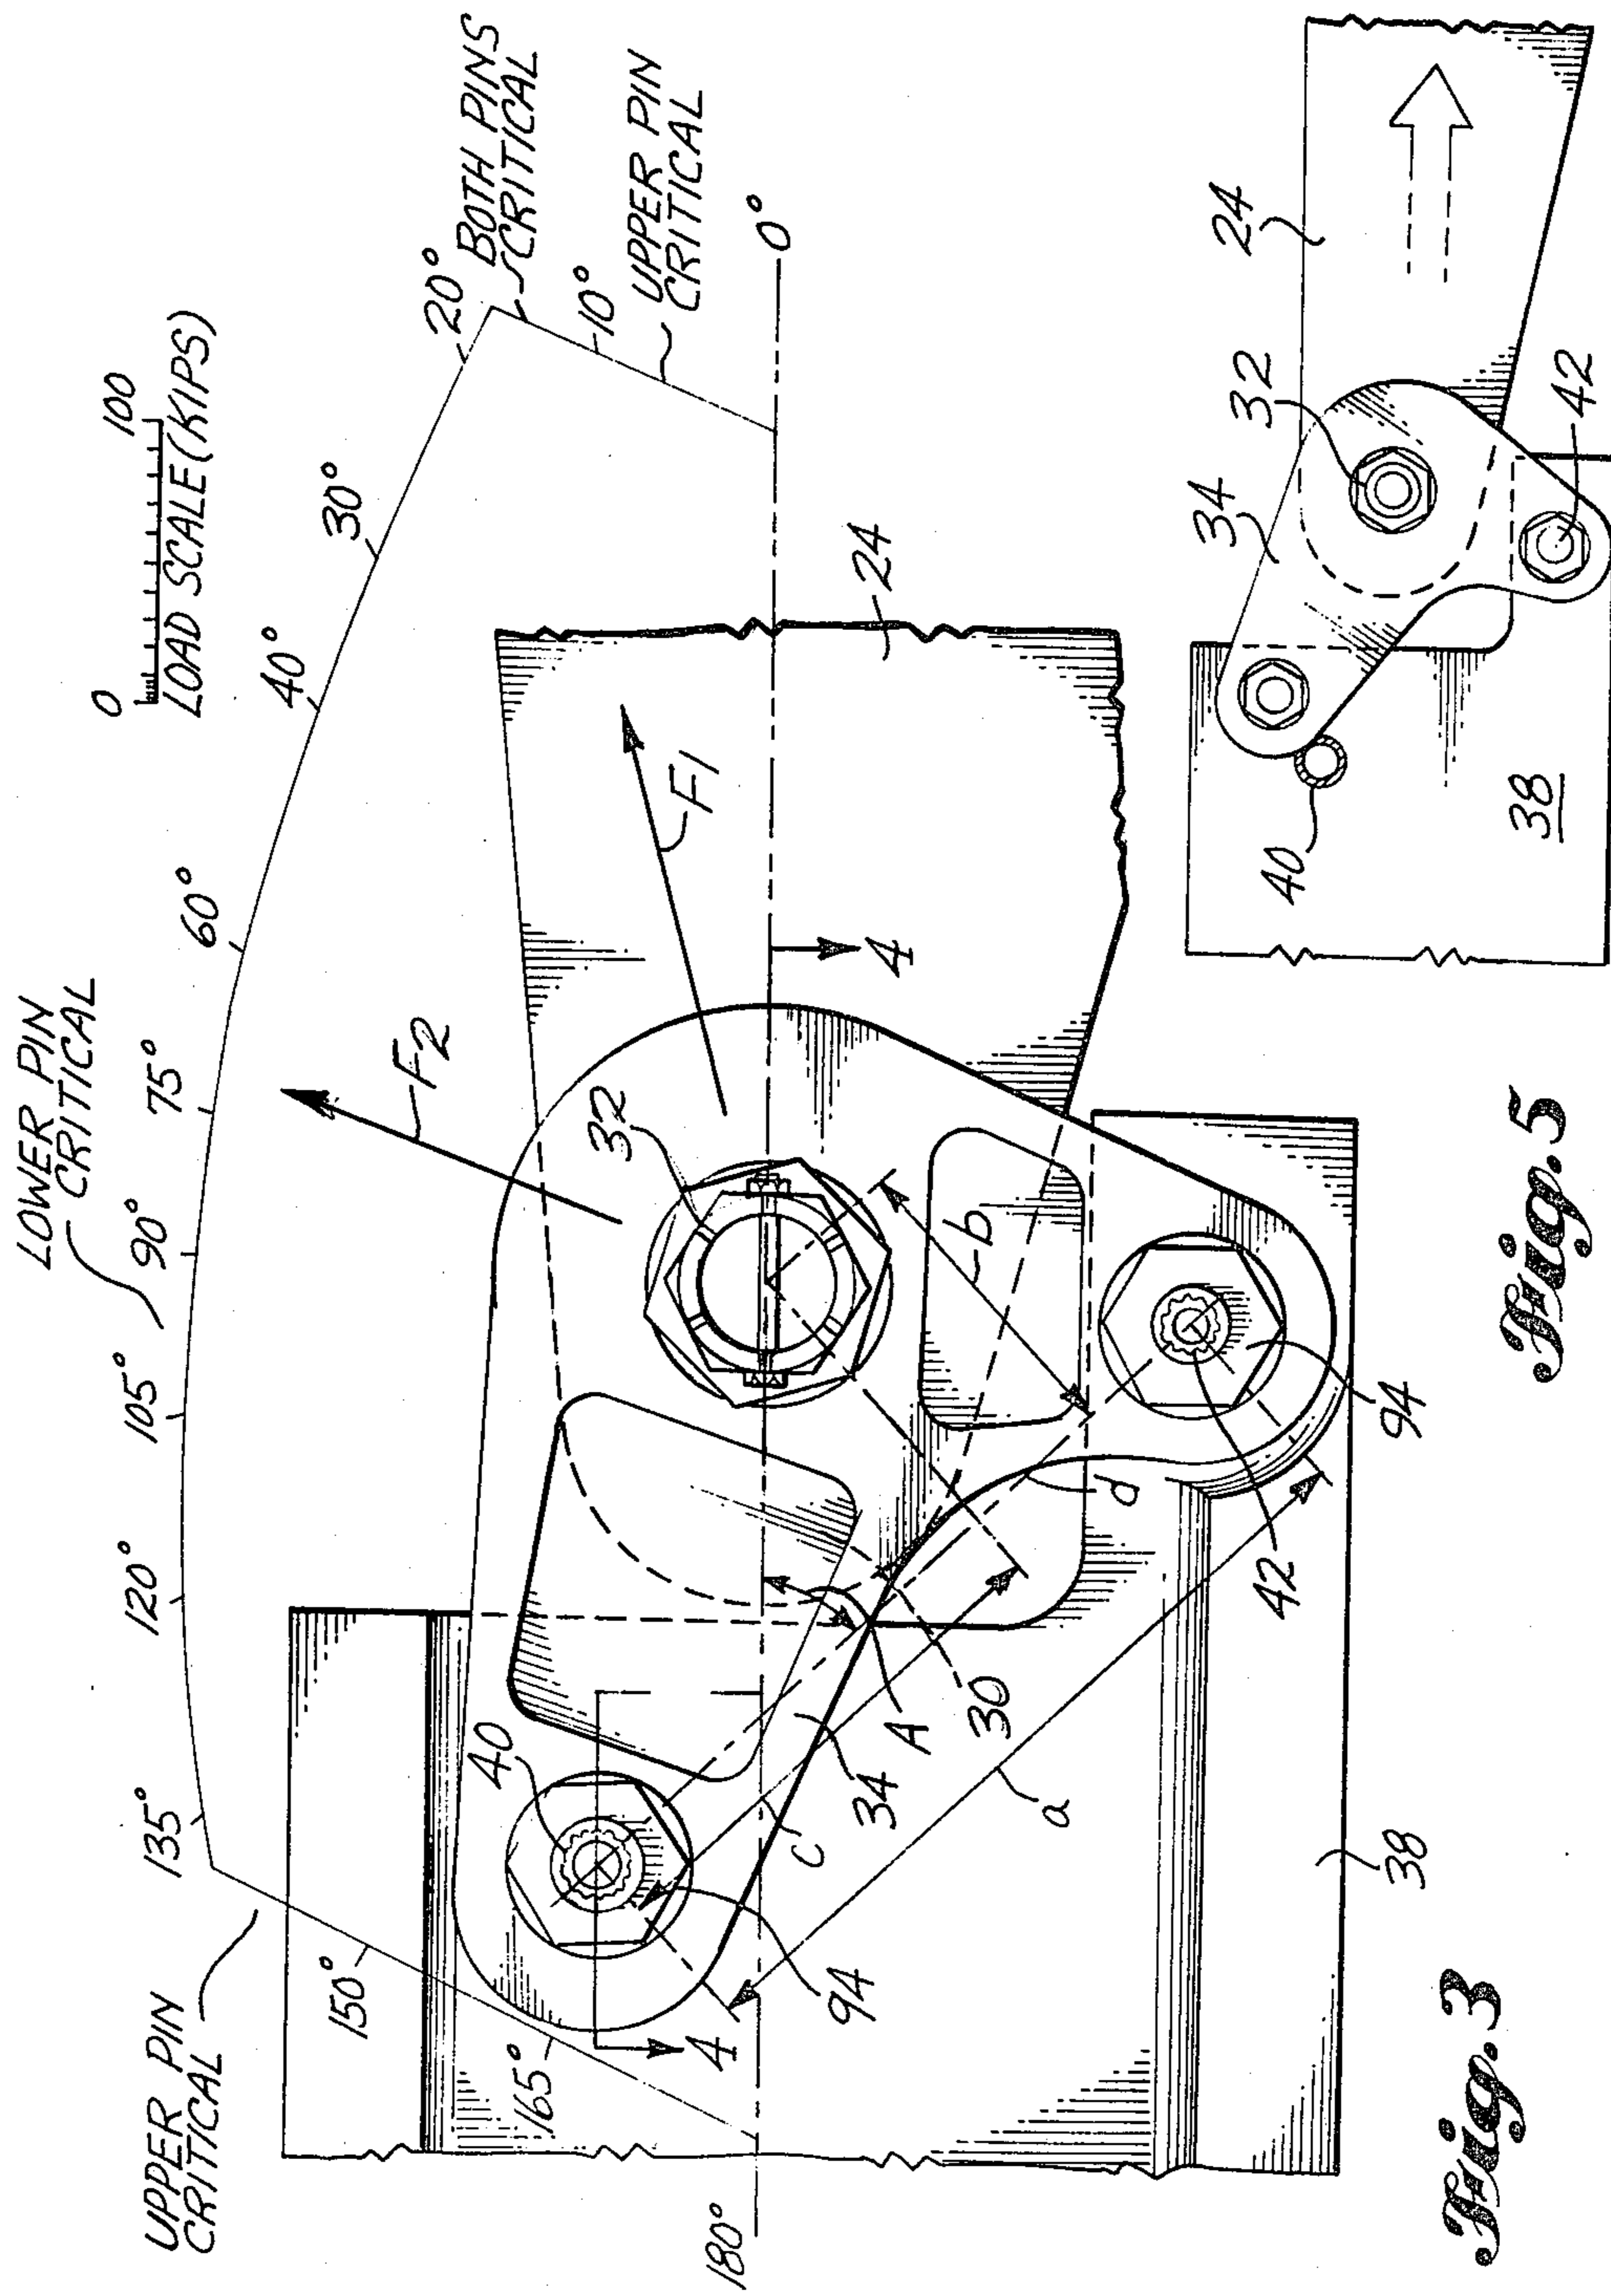 UPPER PIN
CRITICAL
LOWER PIN
CRITICAL
BOTH PINS
CRITICAL
UPPER PIN
CRITICAL
0 100
LOAD SCALE (KIPS)
180°
165°
150°
135°
120°
105°
90°
75°
60°
40°
30°
20°
10°
0°
F2
F1
32
24
4
40
b
94
4
c
34
A
30
d
42
94
a
38
Fig. 3
34
32
24
40
38
42
Fig. 5